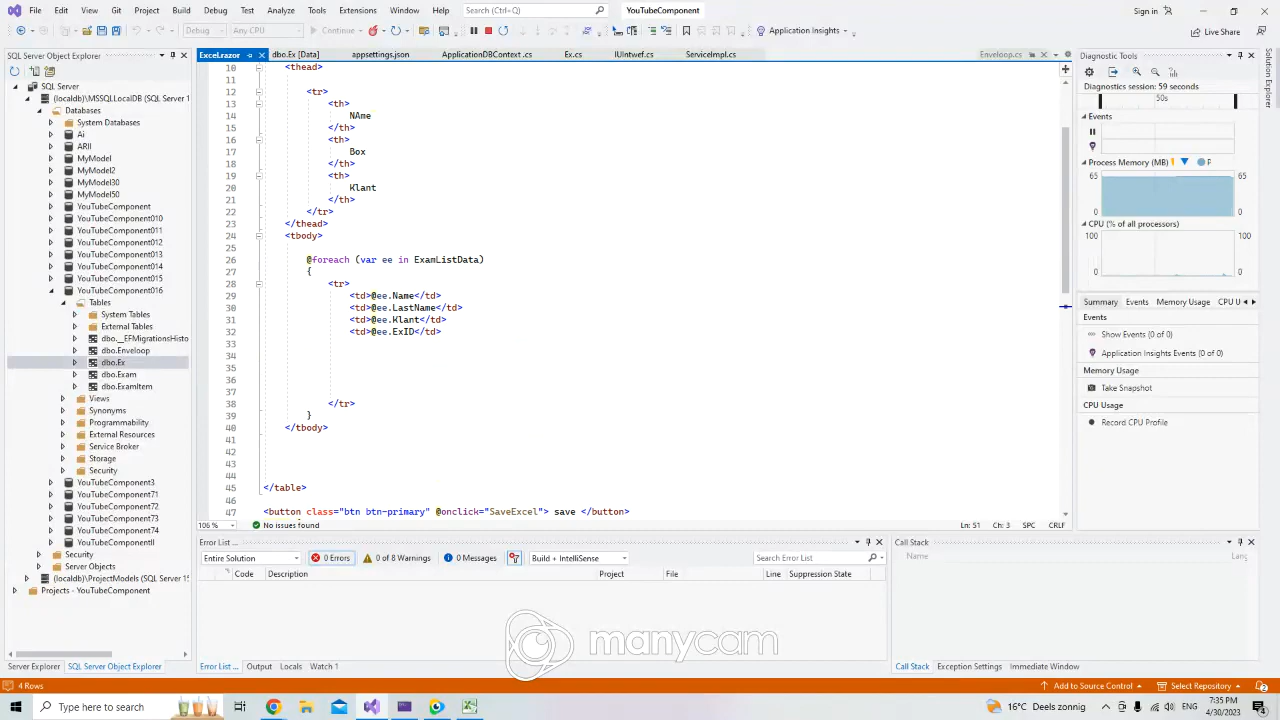 File Edit View Git Project Build Debug Test Analyze Tools Extensions Window Help Search (Ctrl+Q) YouTubeComponent Sign in
Debug Any CPU Continue Application Insights Live Share
SQL Server Object Explorer
Excel.razor dbo.Ex [Data] appsettings.json ApplicationDBContext.cs Ex.cs IUIntwef.cs ServiceImpl.cs Enveloop.cs
Diagnostic Tools
Solution Explorer
SQL Server
(localdb)\MSSQLLocalDB (SQL Server 1
Databases
System Databases
Ai
ARII
MyModel
MyModel2
MyModel30
MyModel50
YouTubeComponent
YouTubeComponent010
YouTubeComponent011
YouTubeComponent012
YouTubeComponent013
YouTubeComponent014
YouTubeComponent015
YouTubeComponent016
Tables
System Tables
External Tables
dbo.__EFMigrationsHisto
dbo.Enveloop
dbo.Ex
dbo.Exam
dbo.ExamItem
Views
Synonyms
Programmability
External Resources
Service Broker
Storage
Security
YouTubeComponent3
YouTubeComponent71
YouTubeComponent72
YouTubeComponent73
YouTubeComponent74
YouTubeComponentII
Security
Server Objects
(localdb)\ProjectModels (SQL Server 15
Projects - YouTubeComponent
Server Explorer SQL Server Object Explorer
10 <thead>
11
12 <tr>
13 <th>
14 NAme
15 </th>
16 <th>
17 Box
18 </th>
19 <th>
20 Klant
21 </th>
22 </tr>
23 </thead>
24 <tbody>
25
26 @foreach (var ee in ExamListData)
27 {
28 <tr>
29 <td>@ee.Name</td>
30 <td>@ee.LastName</td>
31 <td>@ee.Klant</td>
32 <td>@ee.ExID</td>
33
34
35
36
37
38 </tr>
39 }
40 </tbody>
41
42
43
44
45 </table>
46
47 <button class="btn btn-primary" @onclick="SaveExcel"> save </button>
106 % No issues found Ln: 51 Ch: 3 SPC CRLF
Diagnostics session: 59 seconds
50s
Events
Process Memory (MB) P
65 65
0 0
CPU (% of all processors)
100 100
0 0
Summary Events Memory Usage CPU U
Events
Show Events (0 of 0)
Application Insights Events (0 of 0)
Memory Usage
Take Snapshot
CPU Usage
Record CPU Profile
Error List ...
Entire Solution 0 Errors 0 of 8 Warnings 0 Messages Build + IntelliSense Search Error List
Code Description Project File Line Suppression State
manycam
Error List ... Output Locals Watch 1
Call Stack
Name Lang
Call Stack Exception Settings Immediate Window
4 Rows Add to Source Control Select Repository 2
Type here to search 16°C Deels zonnig 7:35 PM
4/30/2023